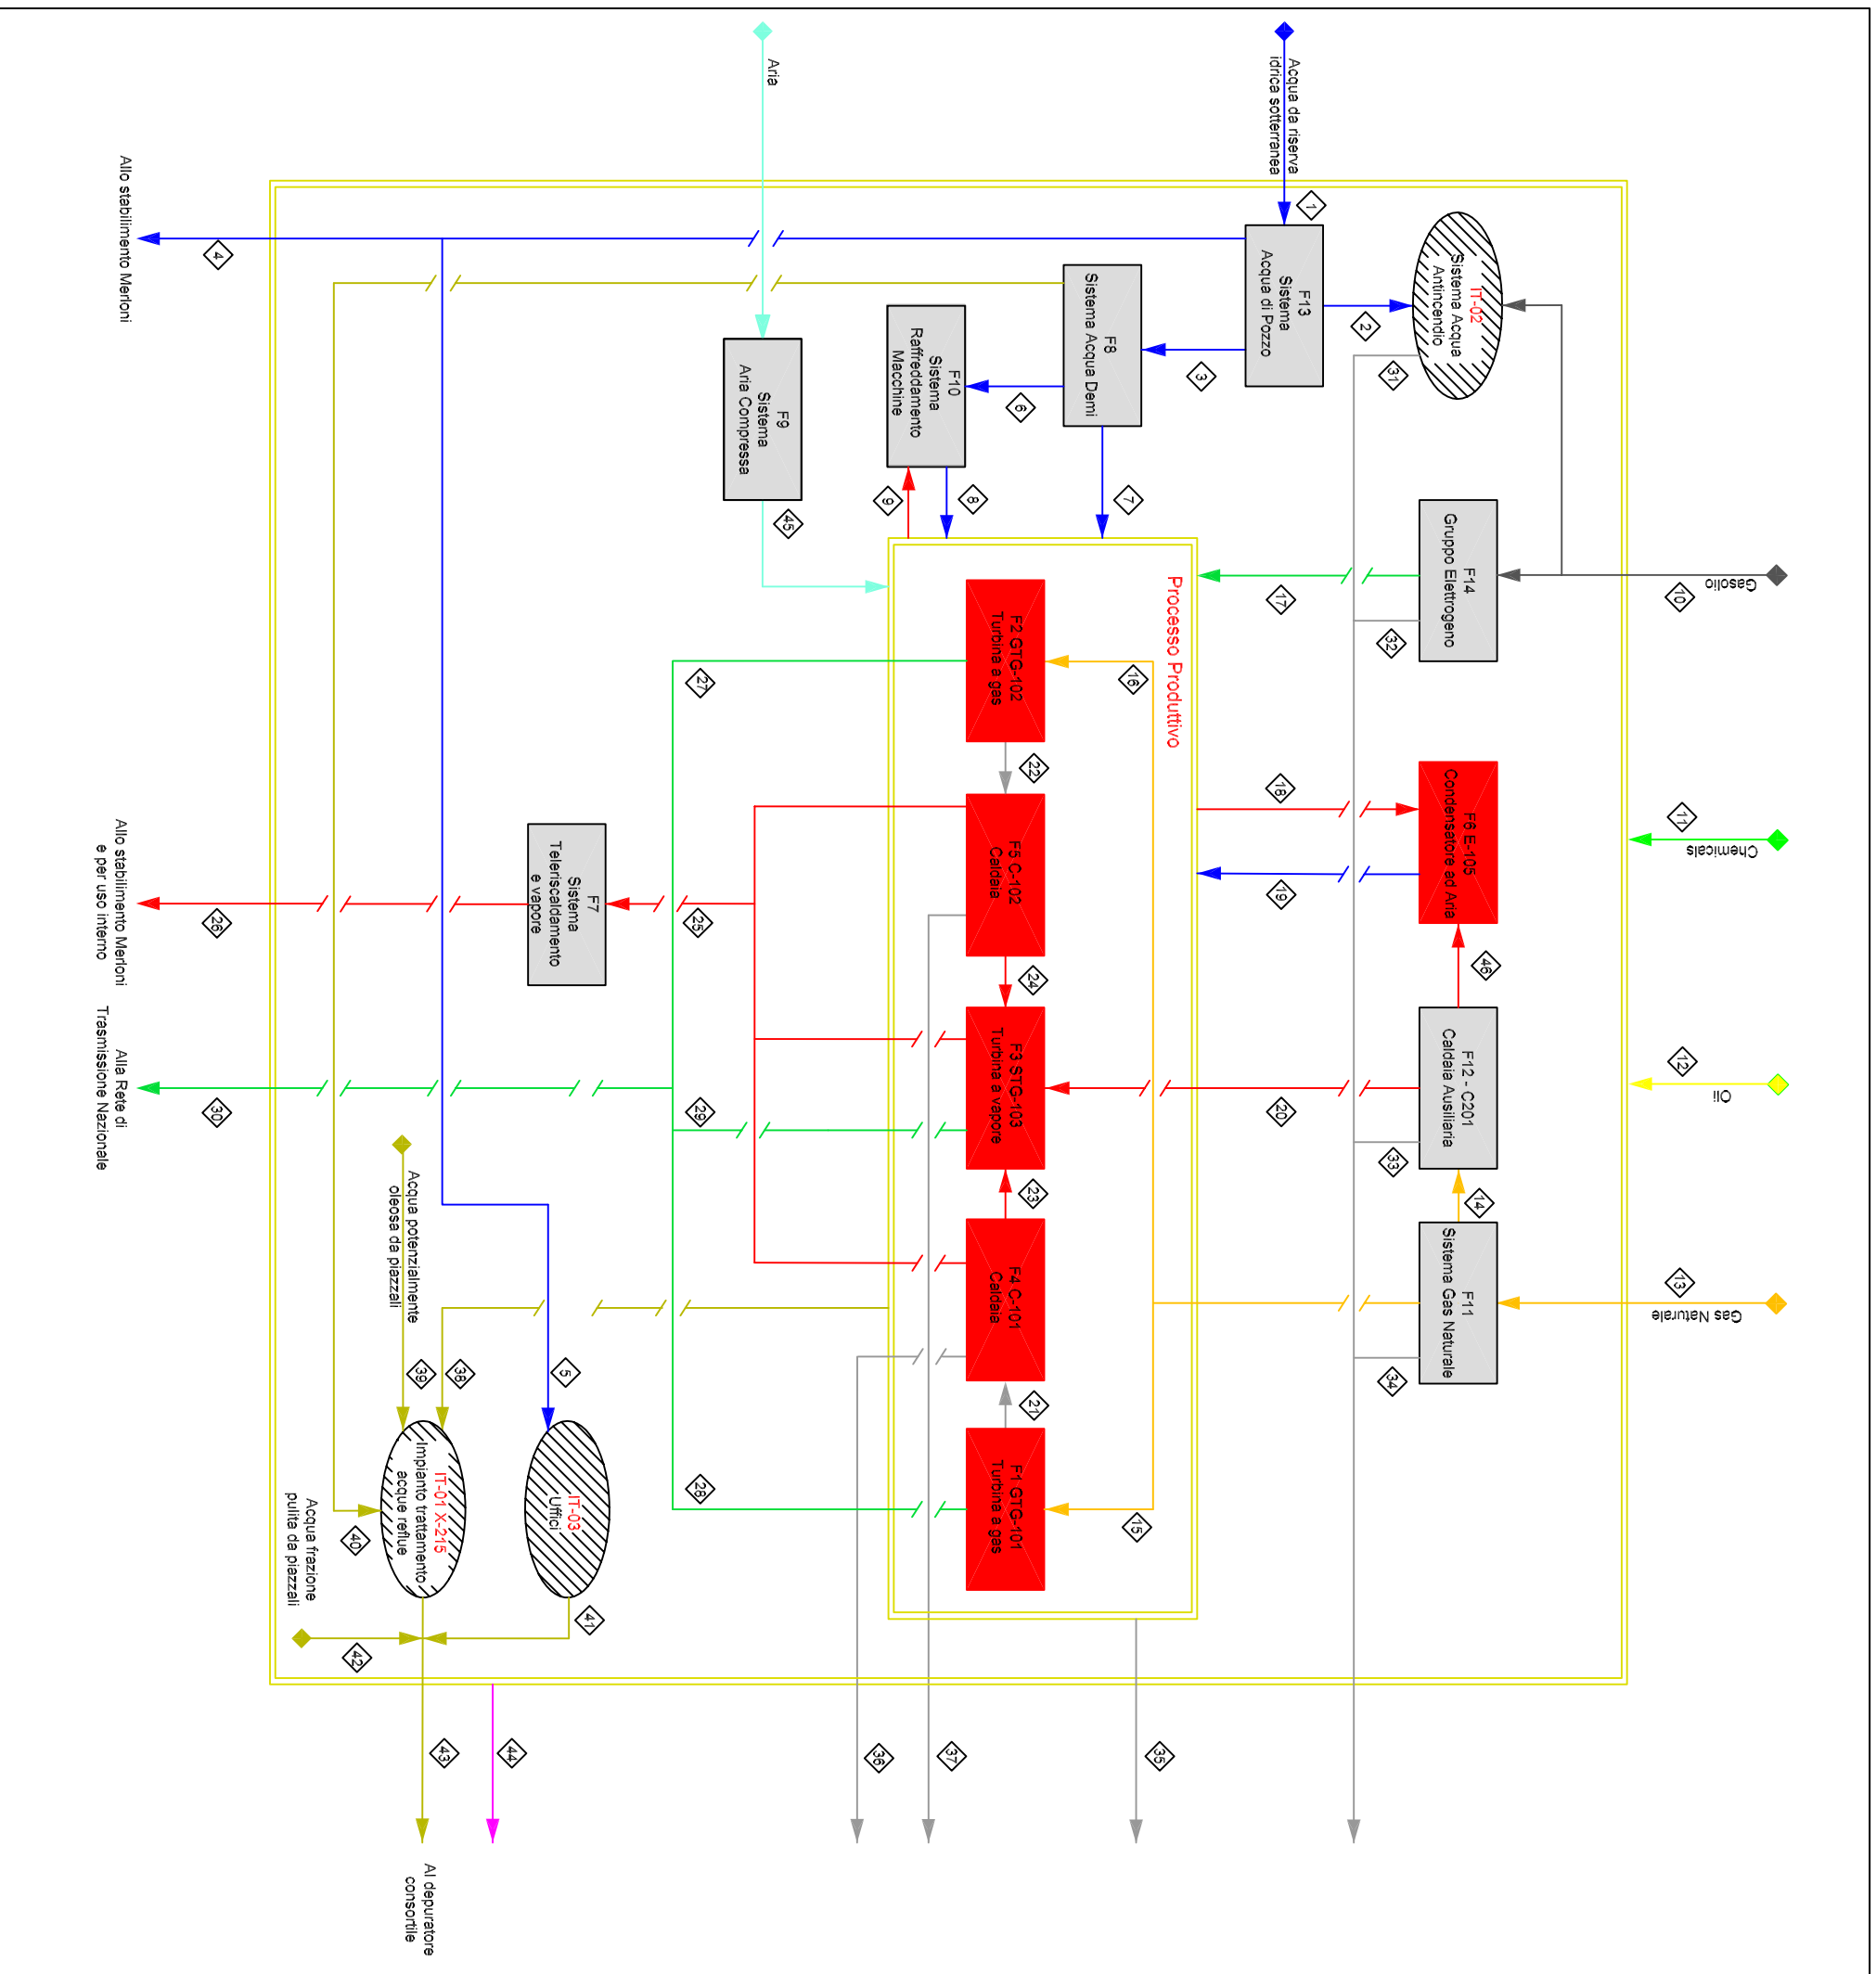 Gasolio
Chemicals
Oli
Gas Naturale
10
11
12
13
IT-02
Sistema Acqua
Antincendio
F14
Gruppo Elettrogeno
F6 E-105
Condensatore ad Aria
46
F12 - C201
Caldaia Ausiliaria
14
F11
Sistema Gas Naturale
31
32
33
34
2
1
Acqua da riserva
idrica sotterranea
F13
Sistema
Acqua di Pozzo
17
18
19
20
3
Processo Produttivo
7
16
15
35
F8
Sistema Acqua Demi
6
8
9
F10
Sistema
Raffreddamento
Macchine
F2 GTG-102
Turbina a gas
22
F5 C-102
Caldaia
24
F3 STG-103
Turbina a vapore
23
F4 C-101
Caldaia
21
F1 GTG-101
Turbina a gas
37
36
Aria
F9
Sistema
Aria Compressa
45
27
25
29
28
F7
Sistema
Teleriscaldamento
e vapore
5
IT-03
Uffici
41
44
38
39
Acqua potenzialmente
oleosa da piazzali
IT-01 X-215
Impianto trattamento
acque reflue
40
43
Al depuratore
consortile
42
Acqua frazione
pulita da piazzali
4
26
30
Allo stabilimento Merloni
Allo stabilimento Merloni
e per uso interno
Alla Rete di
Trasmissione Nazionale